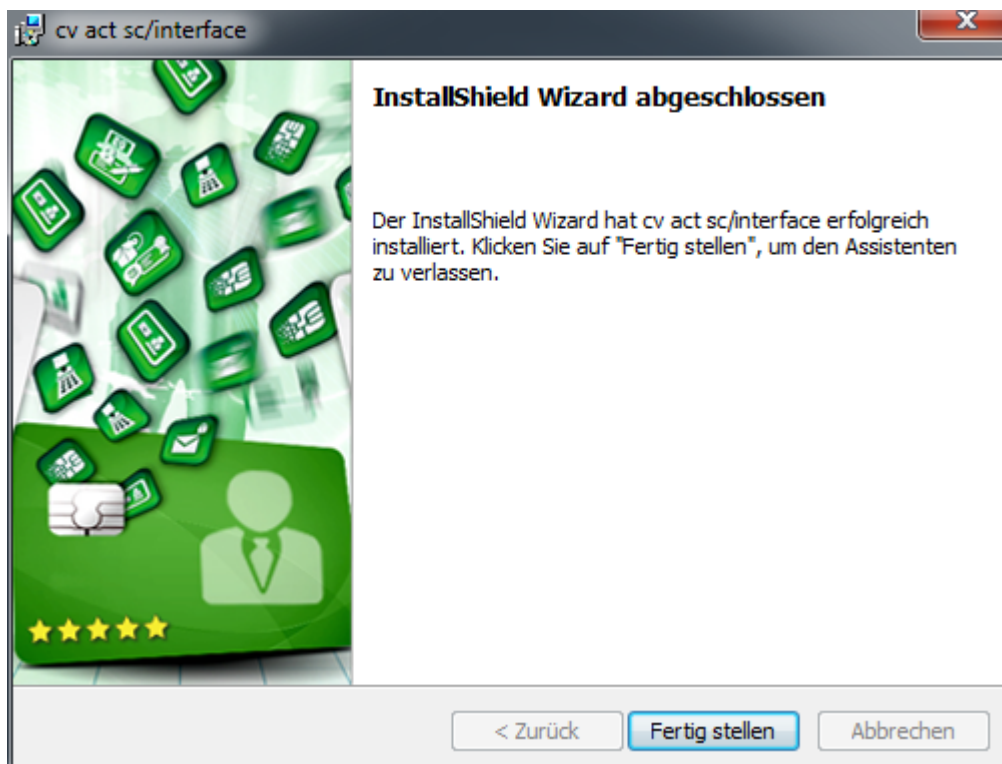 cv act sc/interface
InstallShield Wizard abgeschlossen
Der InstallShield Wizard hat cv act sc/interface erfolgreich
installiert. Klicken Sie auf "Fertig stellen", um den Assistenten
zu verlassen.
< Zurück
Fertig stellen
Abbrechen